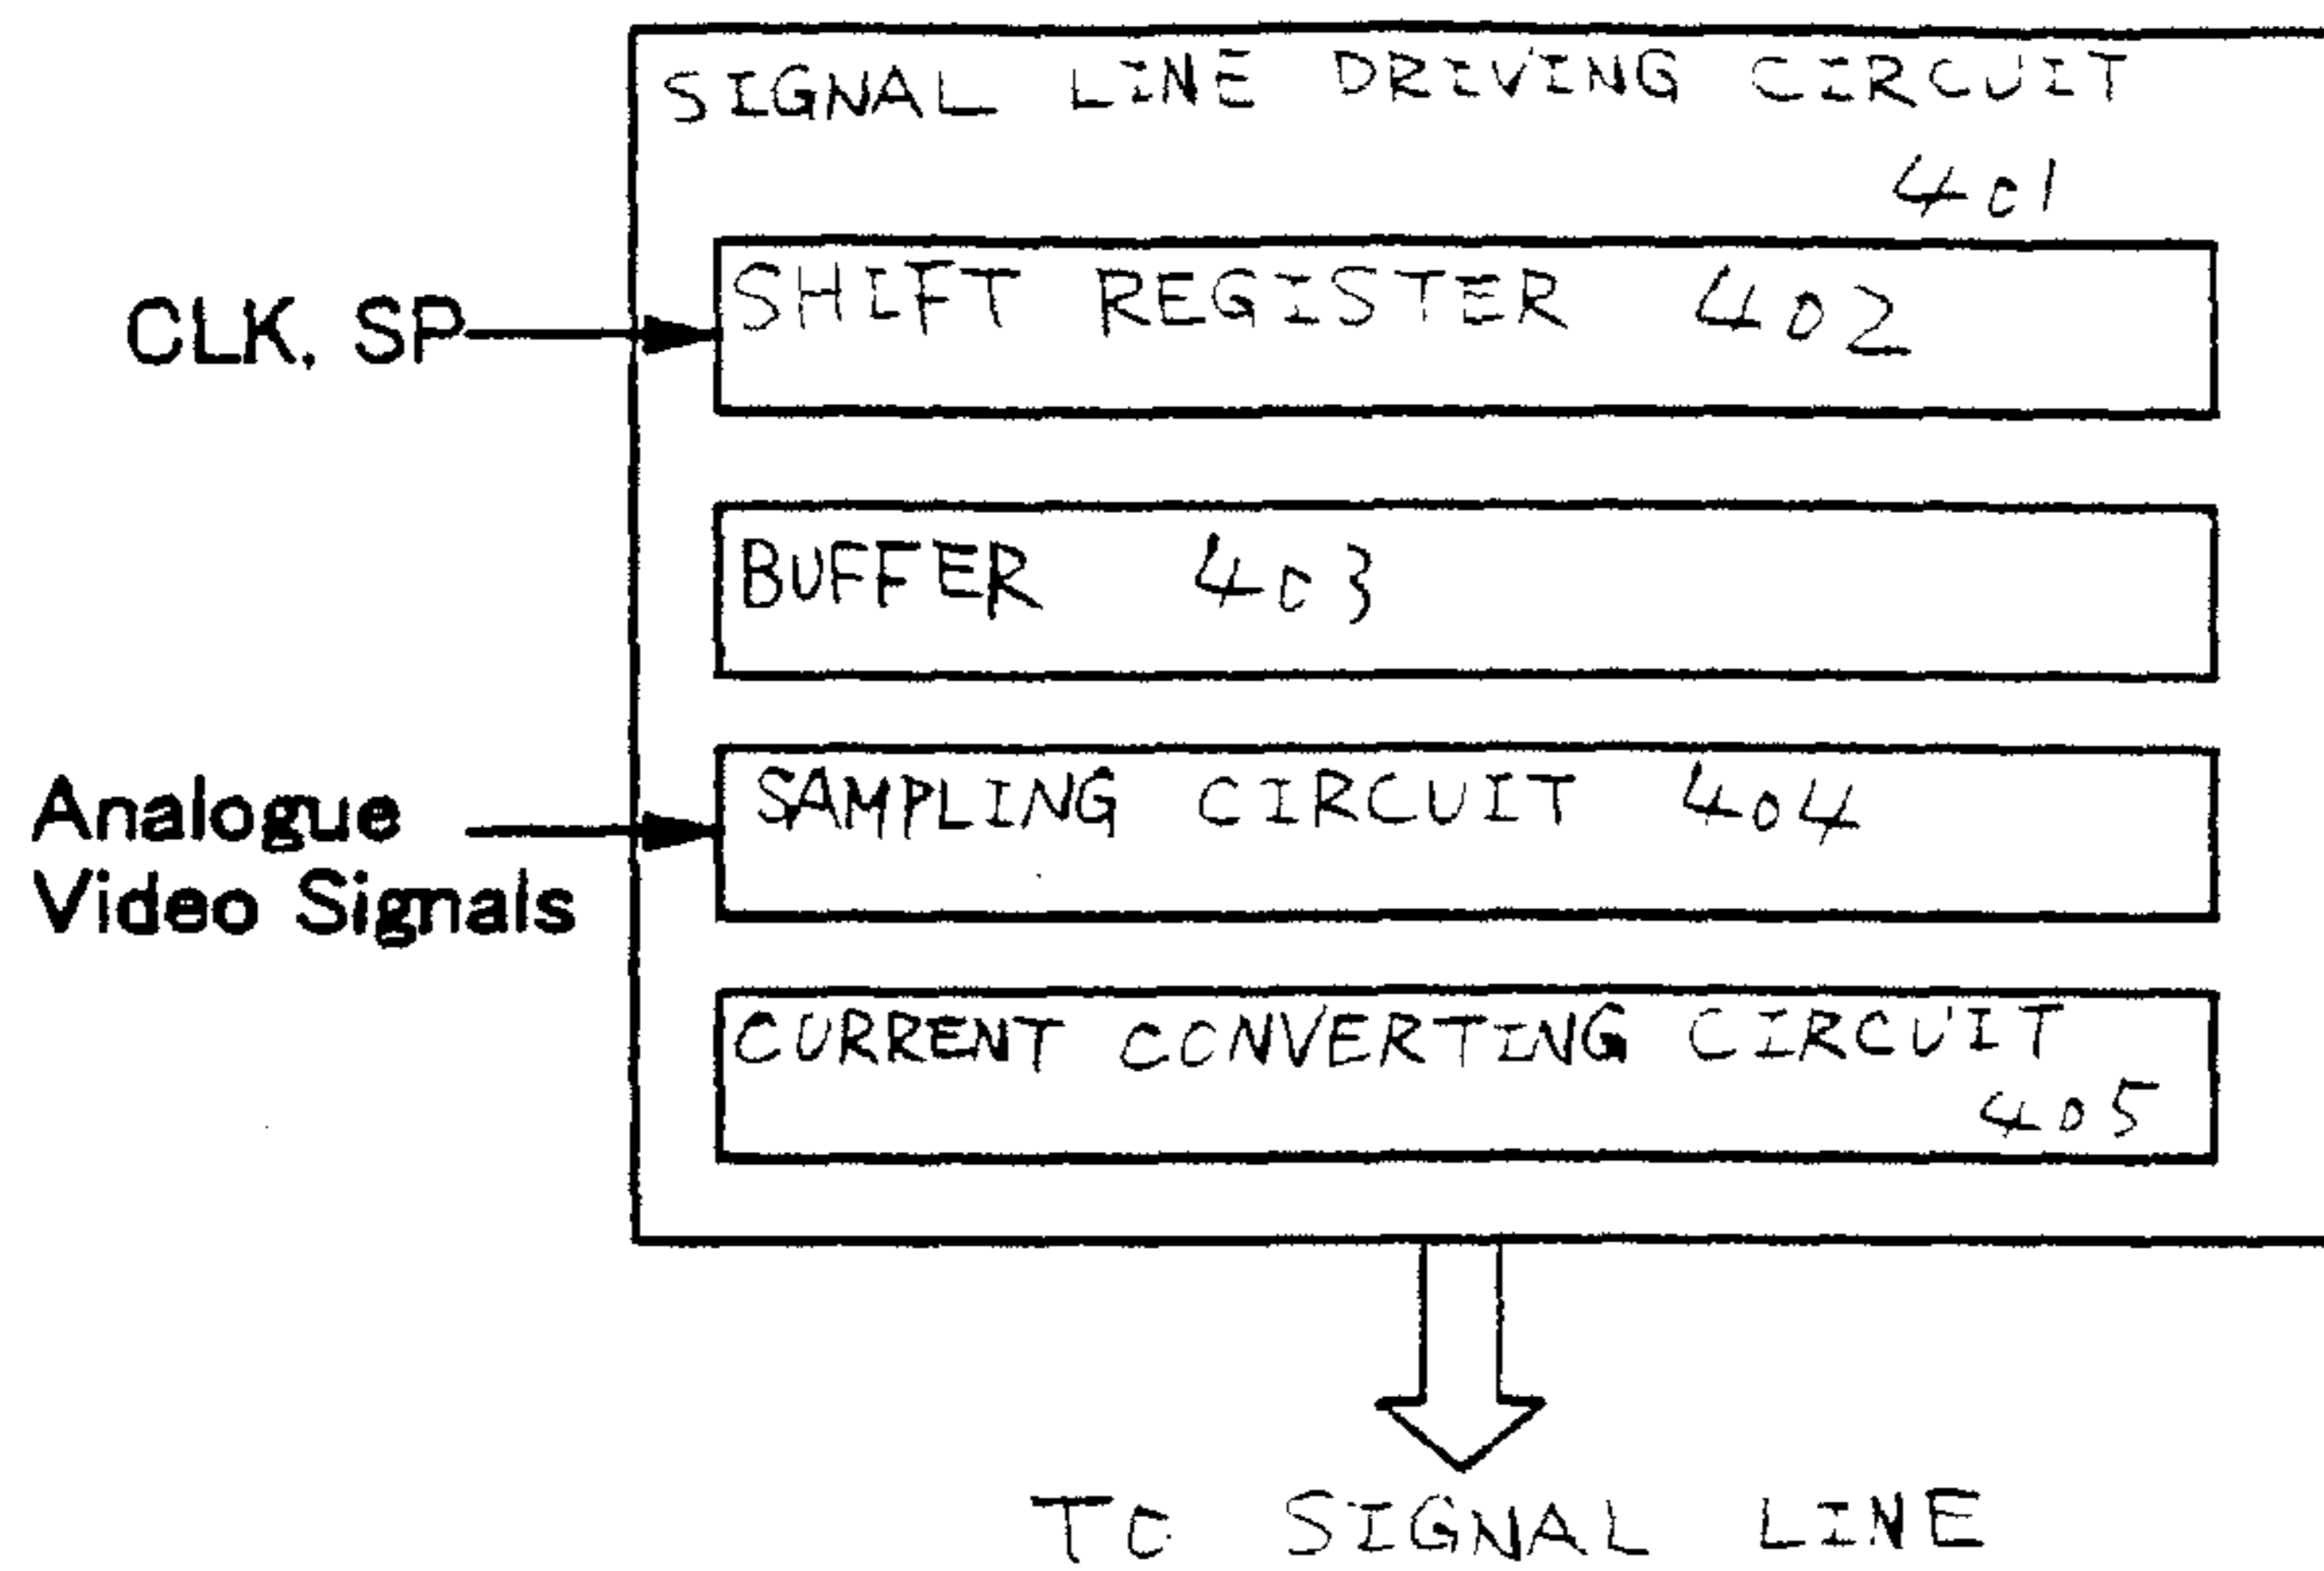 SIGNAL LINE DRIVING CIRCUIT
401
CLK, SP
SHIFT REGISTER 402
BUFFER 403
Analogue
Video Signals
SAMPLING CIRCUIT 404
CURRENT CONVERTING CIRCUIT
405
TO SIGNAL LINE